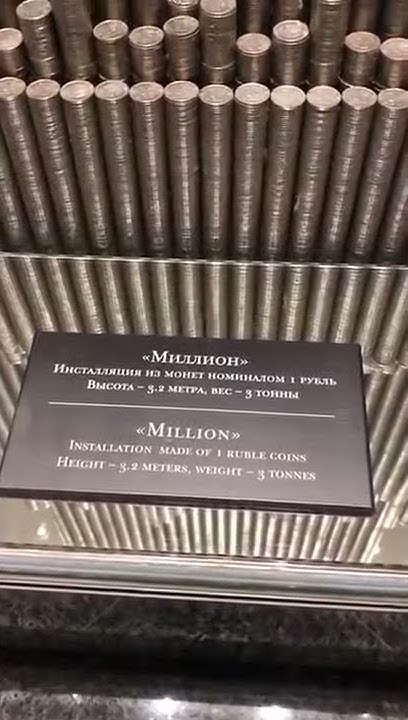 «Миллион»
Инсталляция из монет номиналом 1 рубль
Высота – 3,2 метра, вес – 3 тонны
«Million»
Installation made of 1 ruble coins
Height – 3.2 meters, weight – 3 tonnes